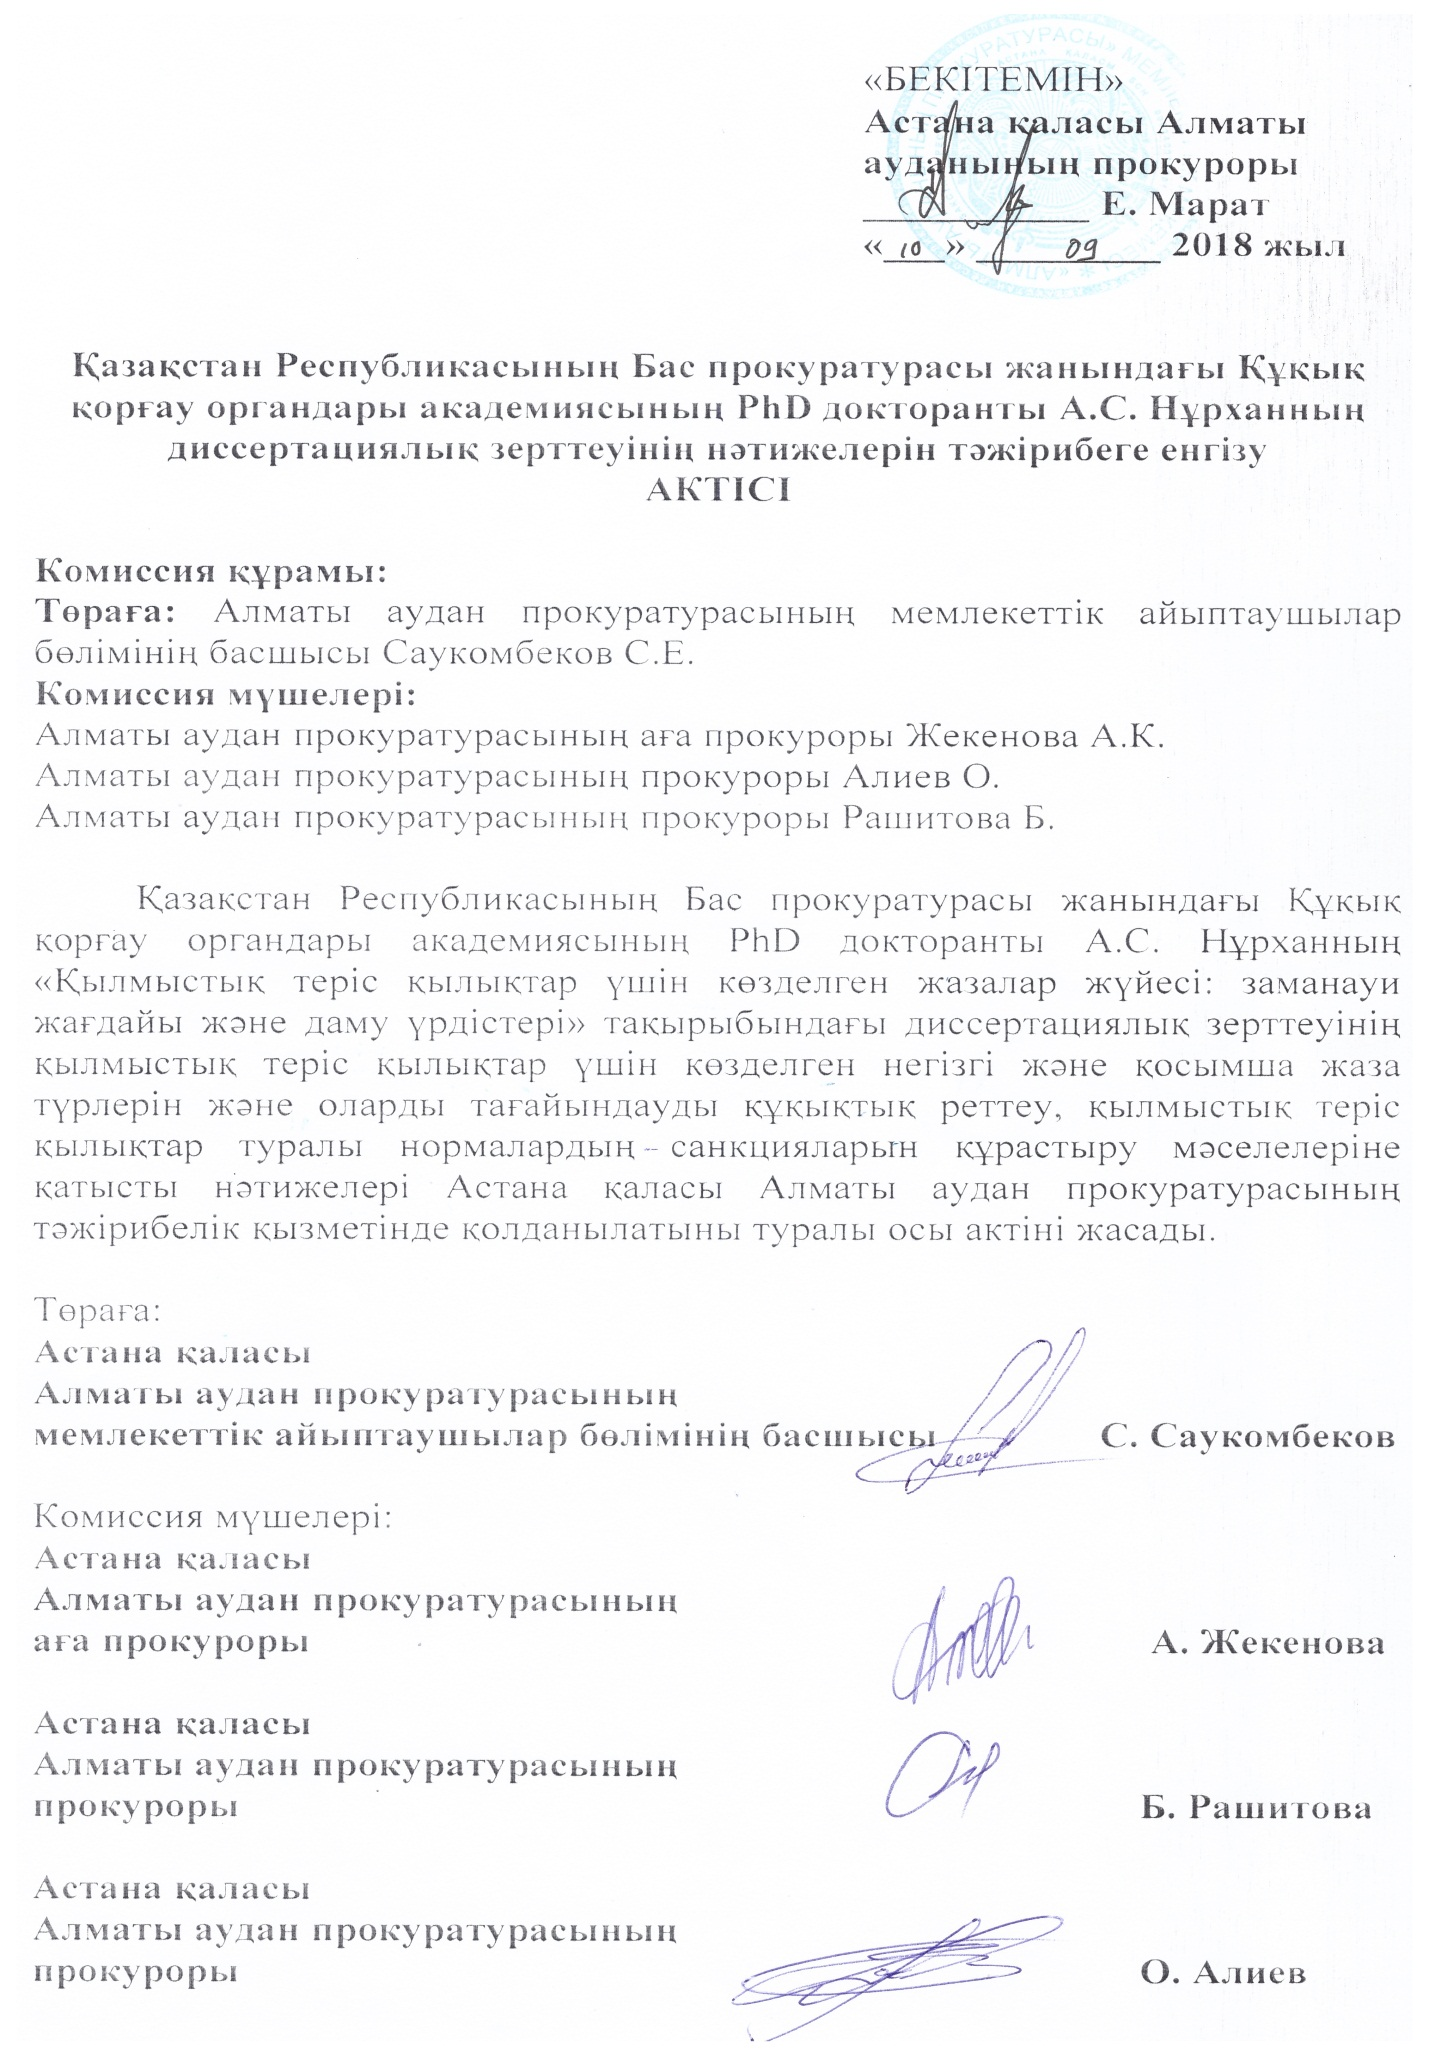 «БЕКІТЕМІН»
Астана қаласы Алматы
ауданының прокуроры
____________ Е. Марат
«_10_» ____09____ 2018 жыл
Қазақстан Республикасының Бас прокуратурасы жанындағы Құқық
қорғау органдары академиясының PhD докторанты А.С. Нұрханның
диссертациялық зерттеуінің нәтижелерін тәжірибеге енгізу
АКТІСІ
Комиссия құрамы:
Төраға: Алматы аудан прокуратурасының мемлекеттік айыптаушылар
бөлімінің басшысы Саукомбеков С.Е.
Комиссия мүшелері:
Алматы аудан прокуратурасының аға прокуроры Жекенова А.К.
Алматы аудан прокуратурасының прокуроры Алиев О.
Алматы аудан прокуратурасының прокуроры Рашитова Б.
Қазақстан Республикасының Бас прокуратурасы жанындағы Құқық
қорғау органдары академиясының PhD докторанты А.С. Нұрханның
«Қылмыстық теріс қылықтар үшін көзделген жазалар жүйесі: заманауи
жағдайы және даму үрдістері» тақырыбындағы диссертациялық зерттеуінің
қылмыстық теріс қылықтар үшін көзделген негізгі және қосымша жаза
түрлерін және оларды тағайындауды құқықтық реттеу, қылмыстық теріс
қылықтар туралы нормалардың санкцияларын құрастыру мәселелеріне
қатысты нәтижелері Астана қаласы Алматы аудан прокуратурасының
тәжірибелік қызметінде қолданылатыны туралы осы актіні жасады.
Төраға:
Астана қаласы
Алматы аудан прокуратурасының
мемлекеттік айыптаушылар бөлімінің басшысы С. Саукомбеков
Комиссия мүшелері:
Астана қаласы
Алматы аудан прокуратурасының
аға прокуроры А. Жекенова
Астана қаласы
Алматы аудан прокуратурасының
прокуроры Б. Рашитова
Астана қаласы
Алматы аудан прокуратурасының
прокуроры О. Алиев